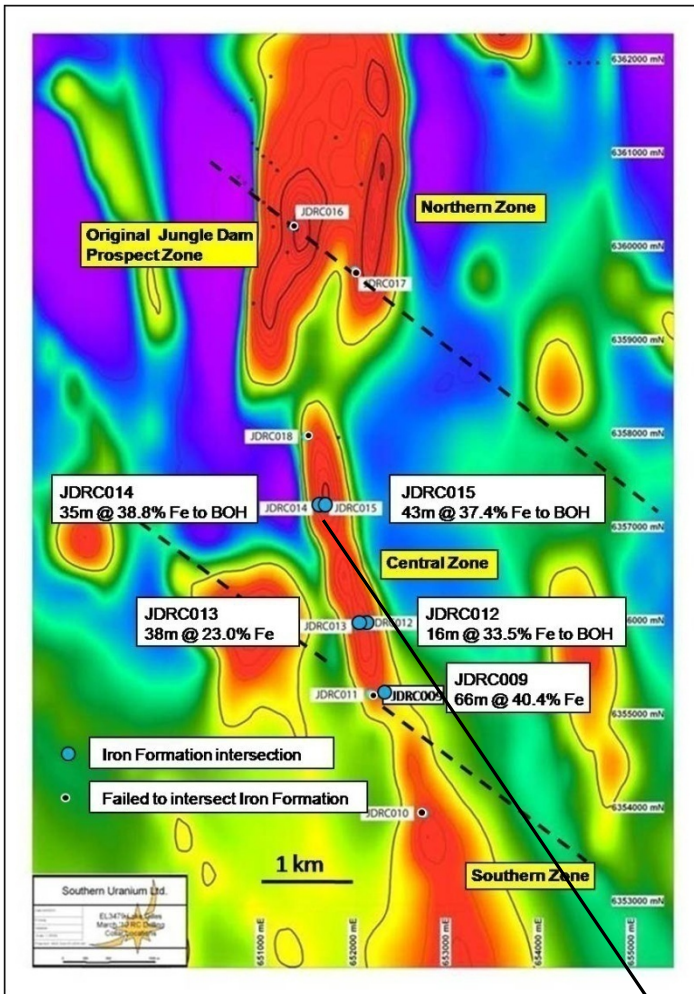 6362000 mN
6361000 mN
Northern Zone
JDRC016
Original Jungle Dam
Prospect Zone
6360000 mN
JDRC017
6359000 mN
JDRC018
6358000 mN
JDRC014
35m @ 38.8% Fe to BOH
JDRC014
JDRC015
JDRC015
43m @ 37.4% Fe to BOH
6357000 mN
Central Zone
JDRC013
38m @ 23.0% Fe
JDRC013
JDRC012
JDRC012
16m @ 33.5% Fe to BOH
6000 mN
JDRC011
JDRC009
JDRC009
66m @ 40.4% Fe
6355000 mN
Iron Formation intersection
Failed to intersect Iron Formation
JDRC010
6354000 mN
1 km
Southern Zone
6353000 mN
Southern Uranium Ltd.
651000 mE
652000 mE
653000 mE
654000 mE
655000 mE